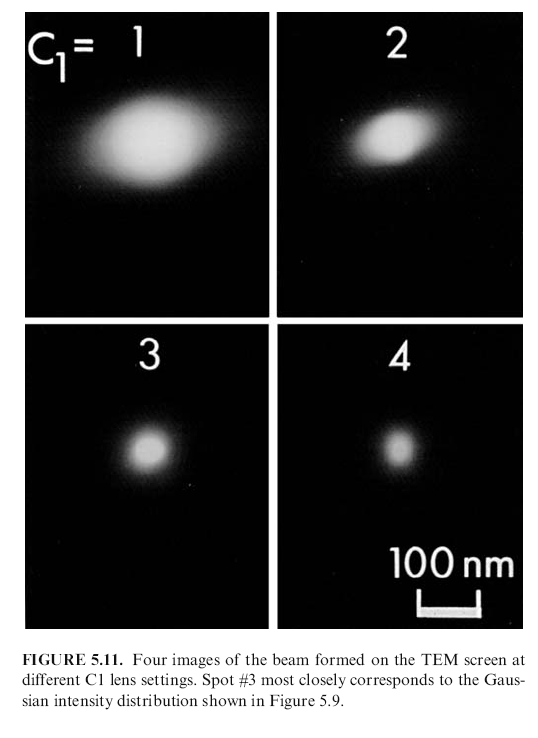 C1= 1
2
3
4
100 nm
FIGURE 5.11. Four images of the beam formed on the TEM screen at
different C1 lens settings. Spot #3 most closely corresponds to the Gaus-
sian intensity distribution shown in Figure 5.9.